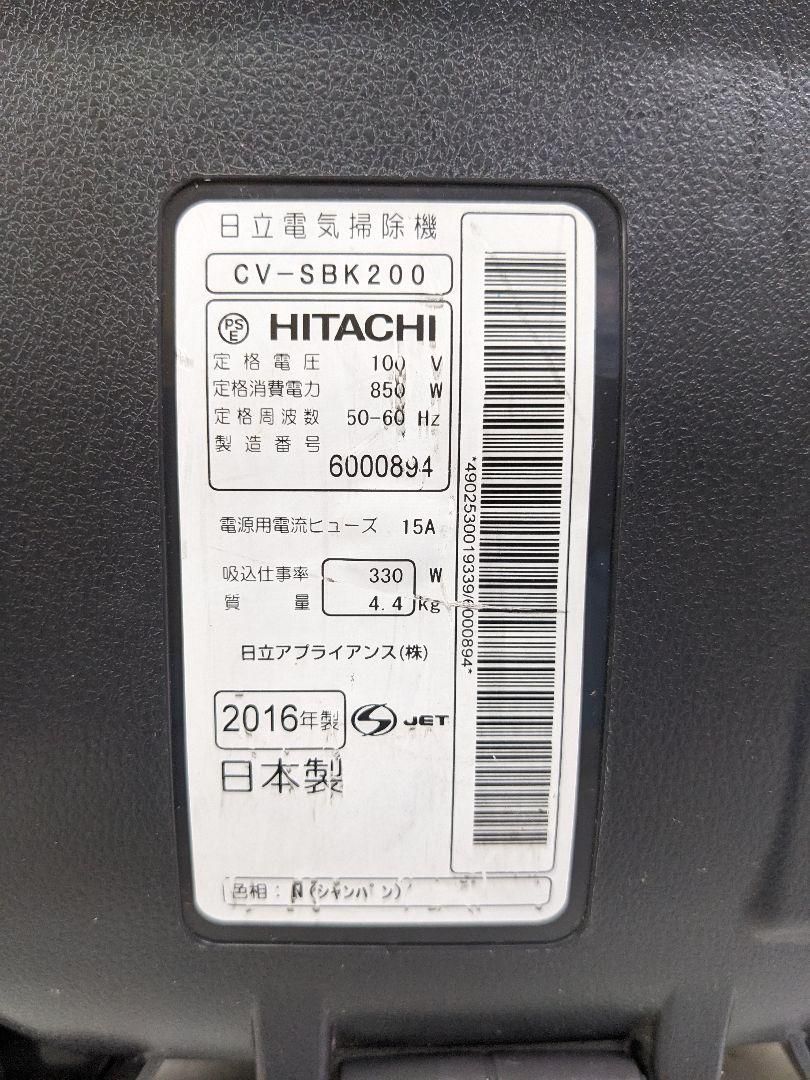 日立電気掃除機
CV-SBK200
PS
E
HITACHI
定格電圧 100 V
定格消費電力 850 W
定格周波数 50-60 Hz
製造番号
6000894
電源用電流ヒューズ 15A
吸込仕事率 330 W
質量 4.4 kg
日立アプライアンス(株)
2016年製
S JET
日本製
色相: N (シャンパン)
*4902530019339/6000894*